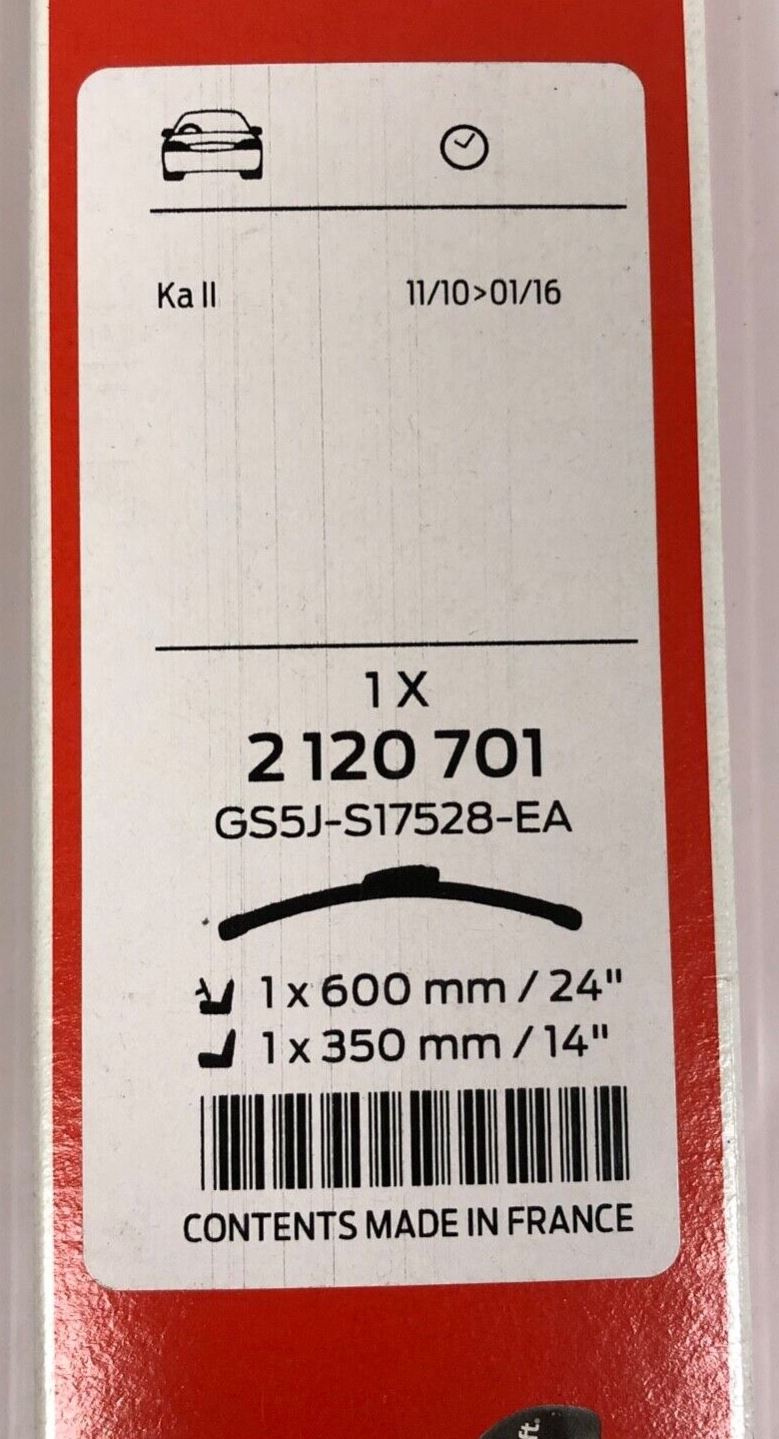 Ka II 11/10>01/16
1 X
2 120 701
GS5J-S17528-EA
1 x 600 mm / 24"
1 x 350 mm / 14"
CONTENTS MADE IN FRANCE
ft.